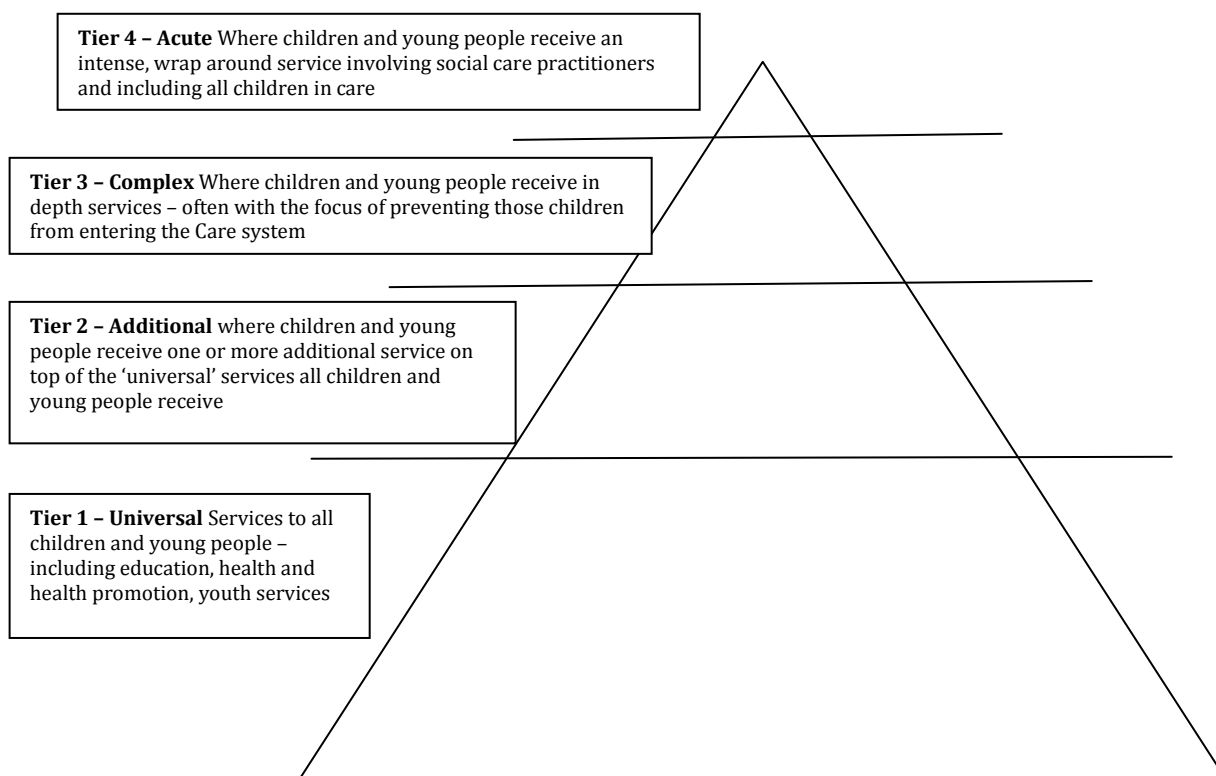 Tier 4 – Acute Where children and young people receive an
intense, wrap around service involving social care practitioners
and including all children in care
Tier 3 – Complex Where children and young people receive in
depth services – often with the focus of preventing those children
from entering the Care system
Tier 2 – Additional where children and young
people receive one or more additional service on
top of the ‘universal’ services all children and
young people receive
Tier 1 – Universal Services to all
children and young people –
including education, health and
health promotion, youth services